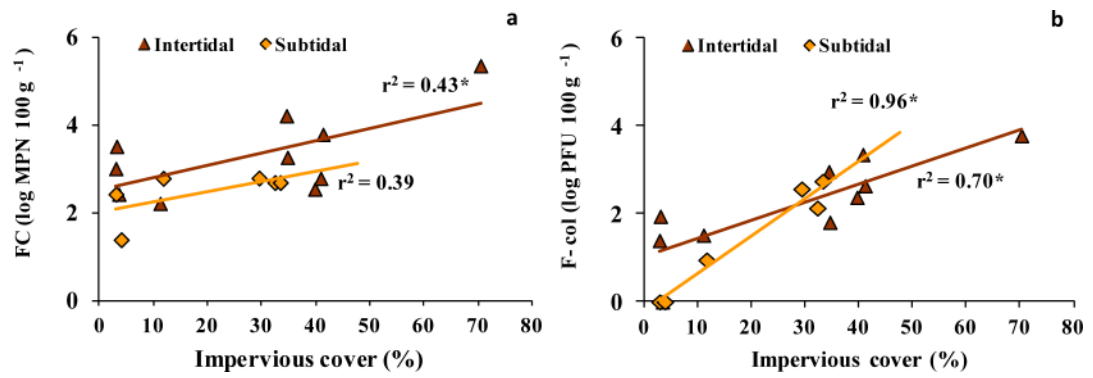 a
FC (log MPN 100 g⁻¹)
6
4
2
0
Intertidal
Subtidal
r² = 0.43*
r² = 0.39
0 10 20 30 40 50 60 70 80
Impervious cover (%)
b
F-col (log PFU 100 g⁻¹)
6
4
2
0
Intertidal
Subtidal
r² = 0.96*
r² = 0.70*
0 10 20 30 40 50 60 70 80
Impervious cover (%)